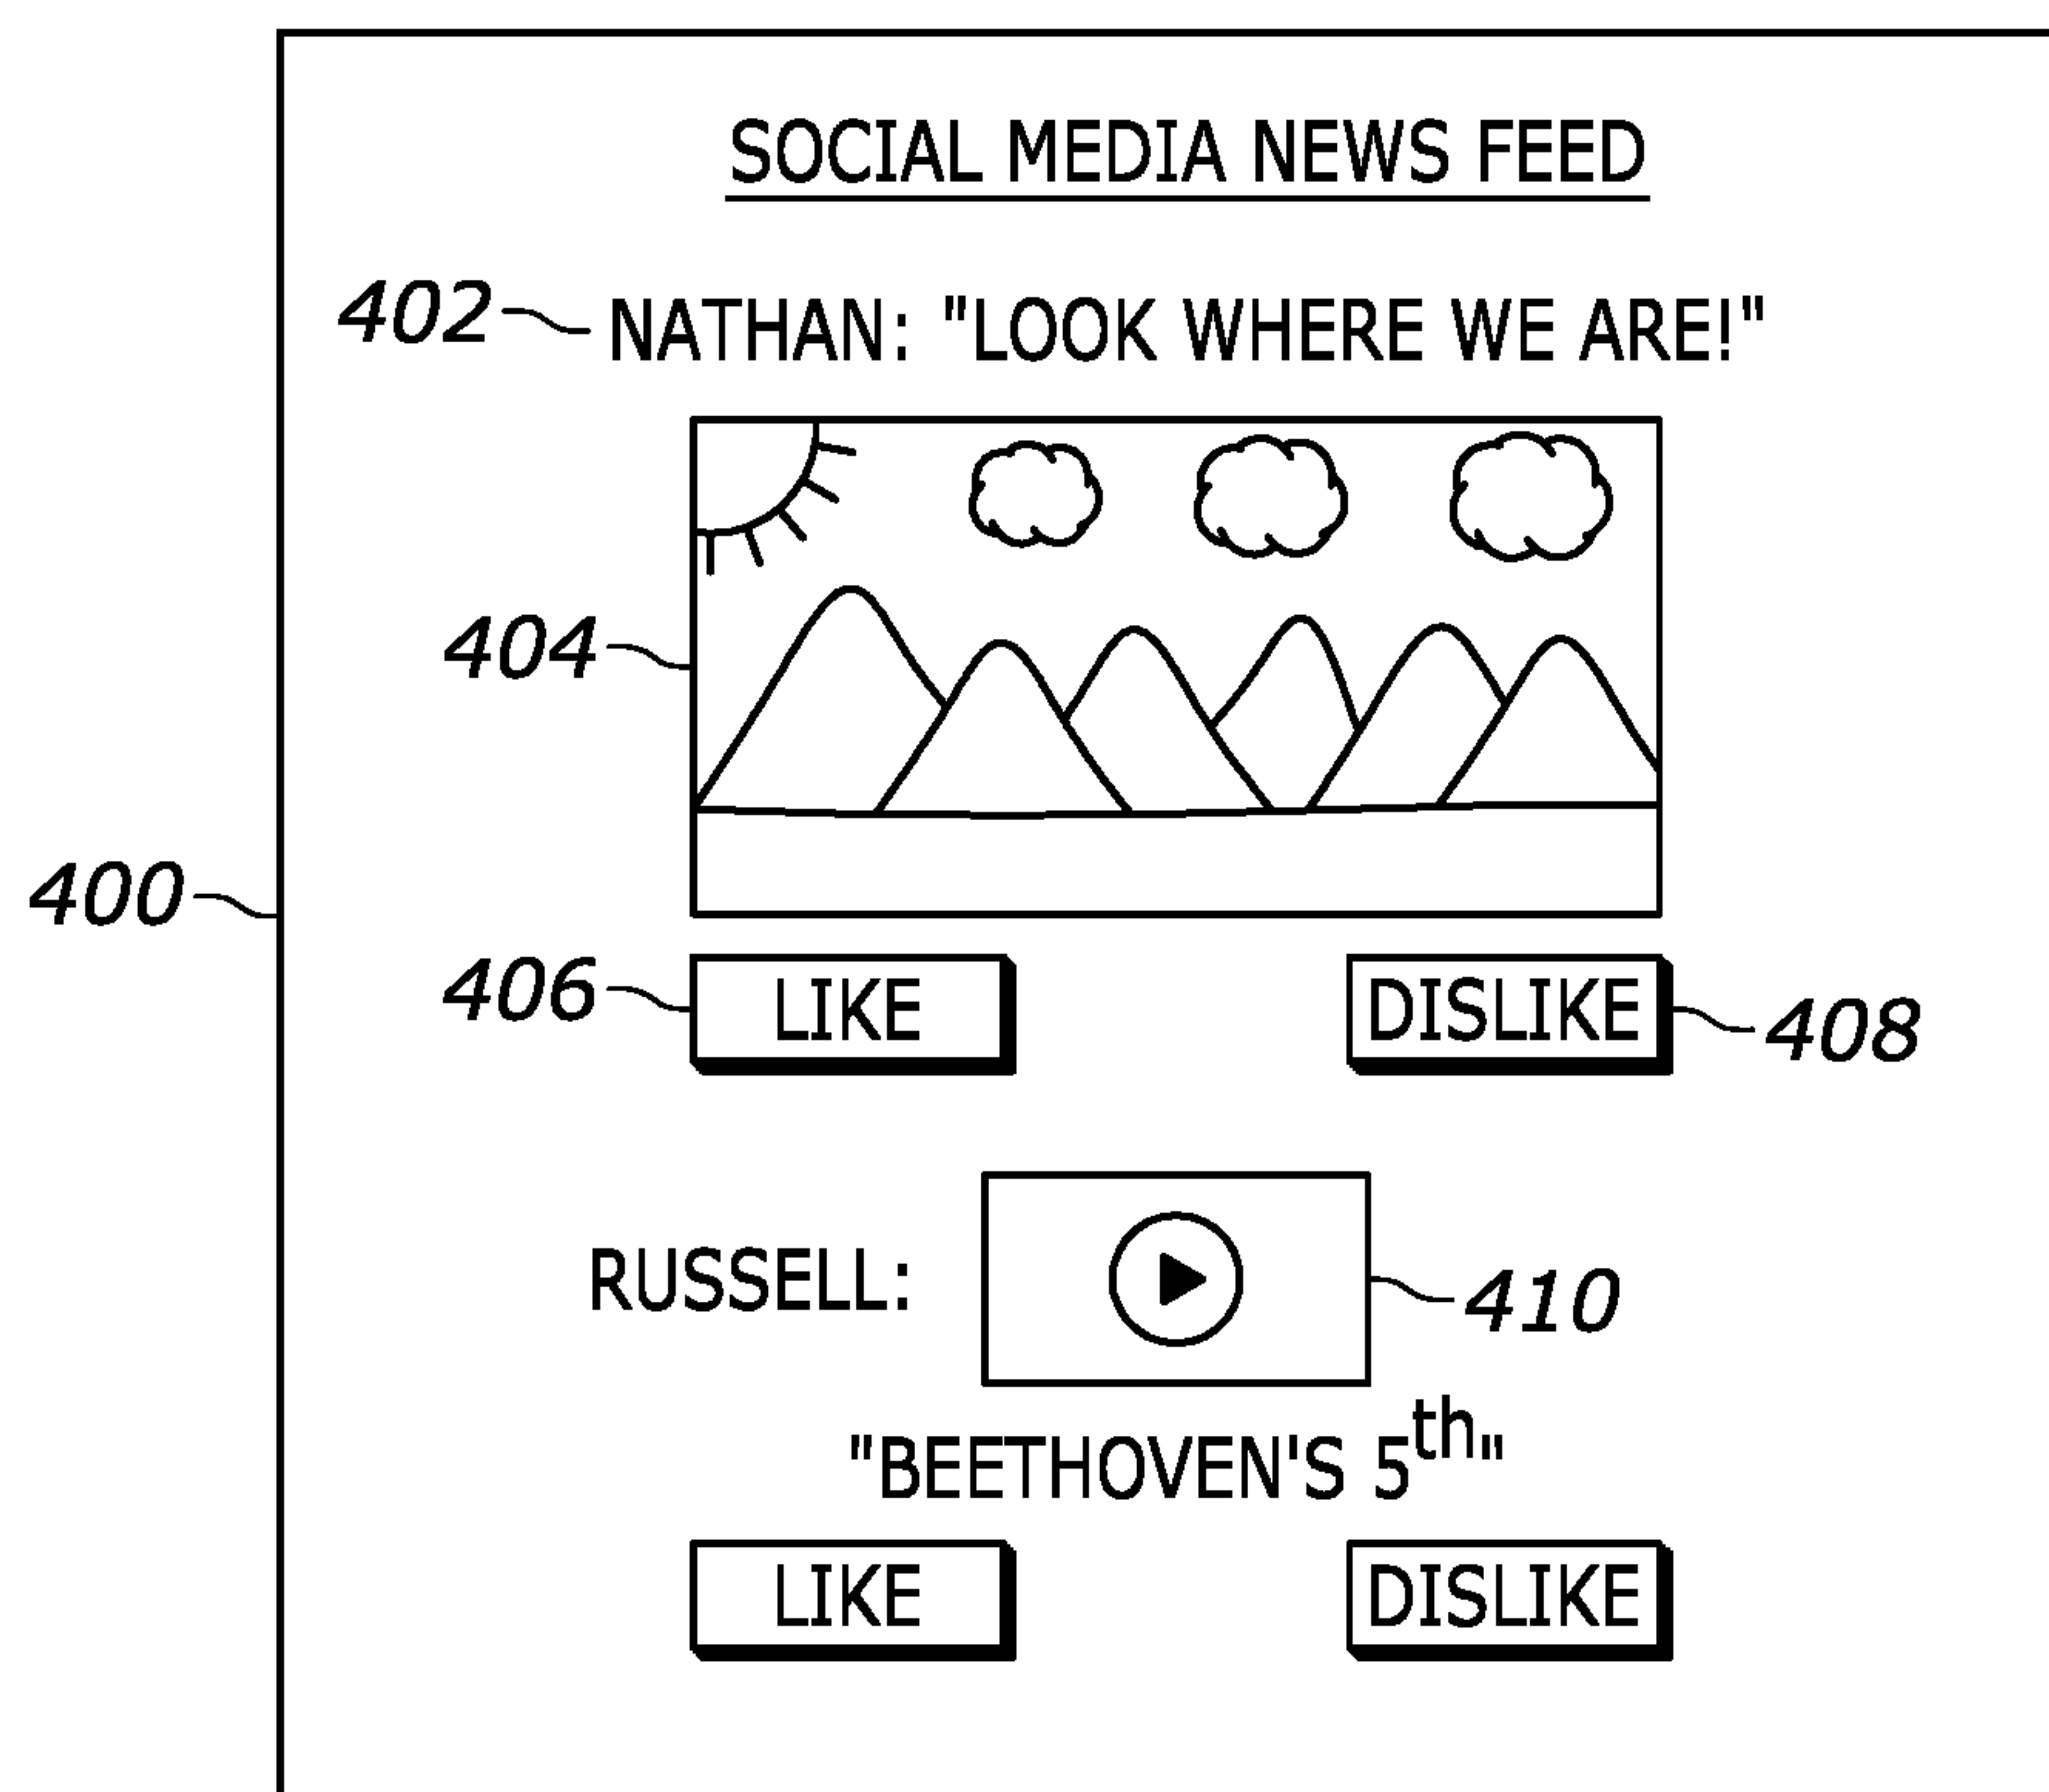 SOCIAL MEDIA NEWS FEED
402 NATHAN: "LOOK WHERE WE ARE!"
404
400
406 LIKE DISLIKE 408
RUSSELL: 410
"BEETHOVEN'S 5th"
LIKE DISLIKE